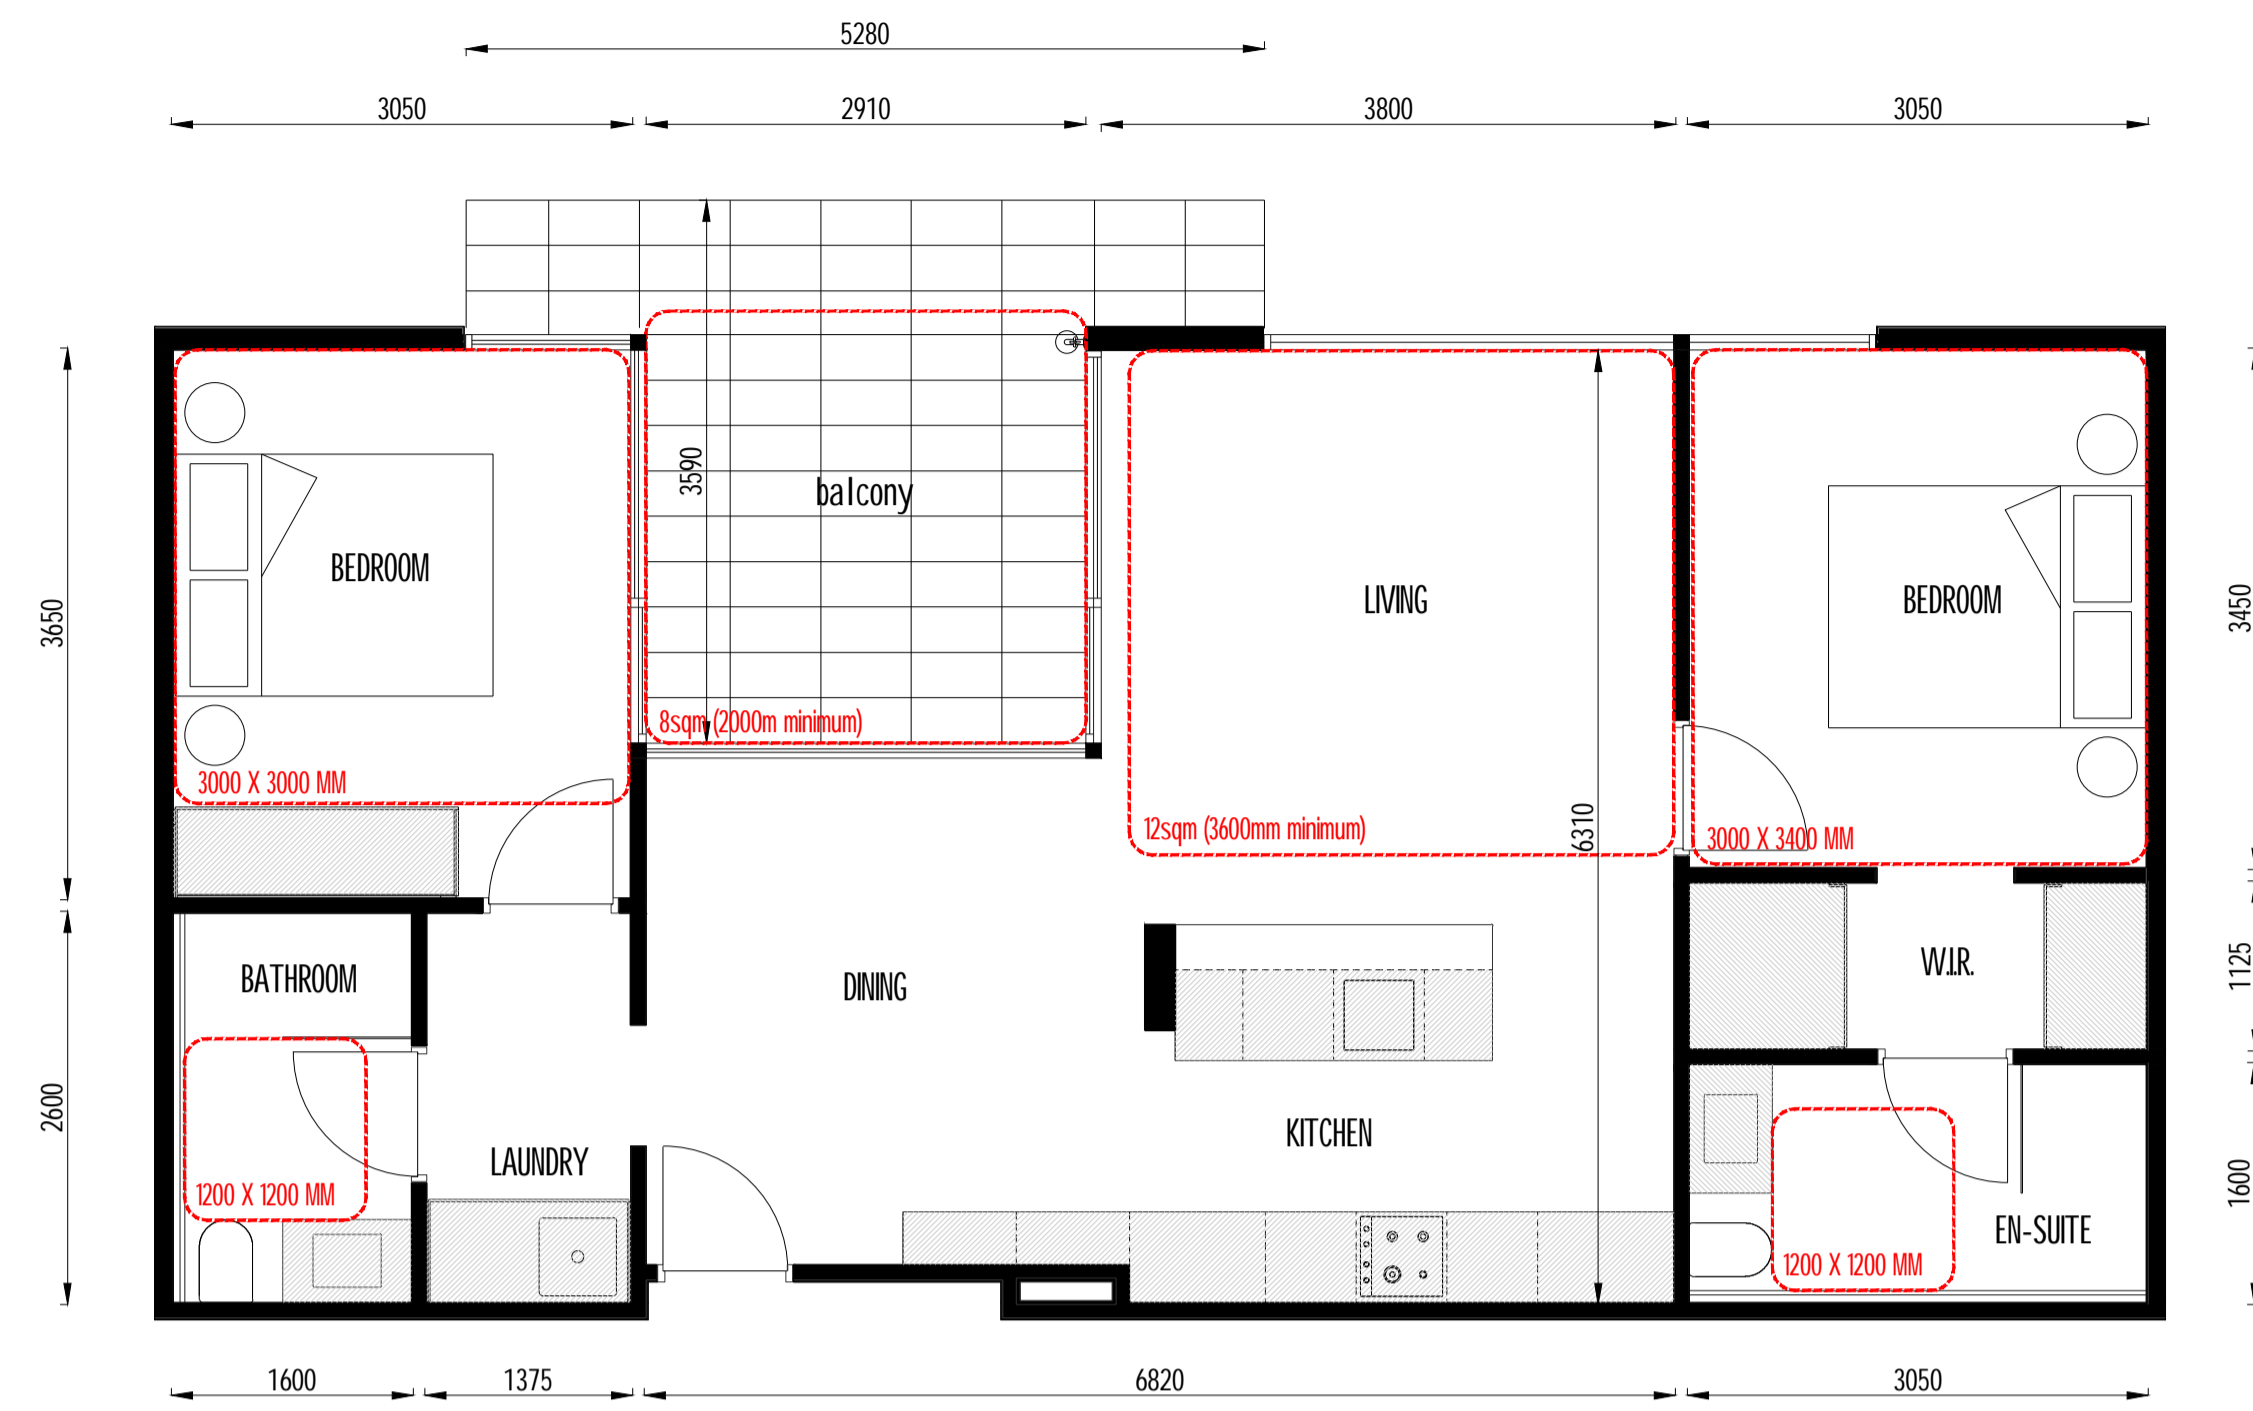 5280
3050
2910
3800
3050
3590
balcony
BEDROOM
LIVING
BEDROOM
3650
3450
8sqm (2000m minimum)
3000 X 3000 MM
12sqm (3600mm minimum)
6310
3000 X 3400 MM
BATHROOM
DINING
W.I.R.
1125
2600
KITCHEN
LAUNDRY
1200 X 1200 MM
1600
EN-SUITE
1200 X 1200 MM
1600
1375
6820
3050